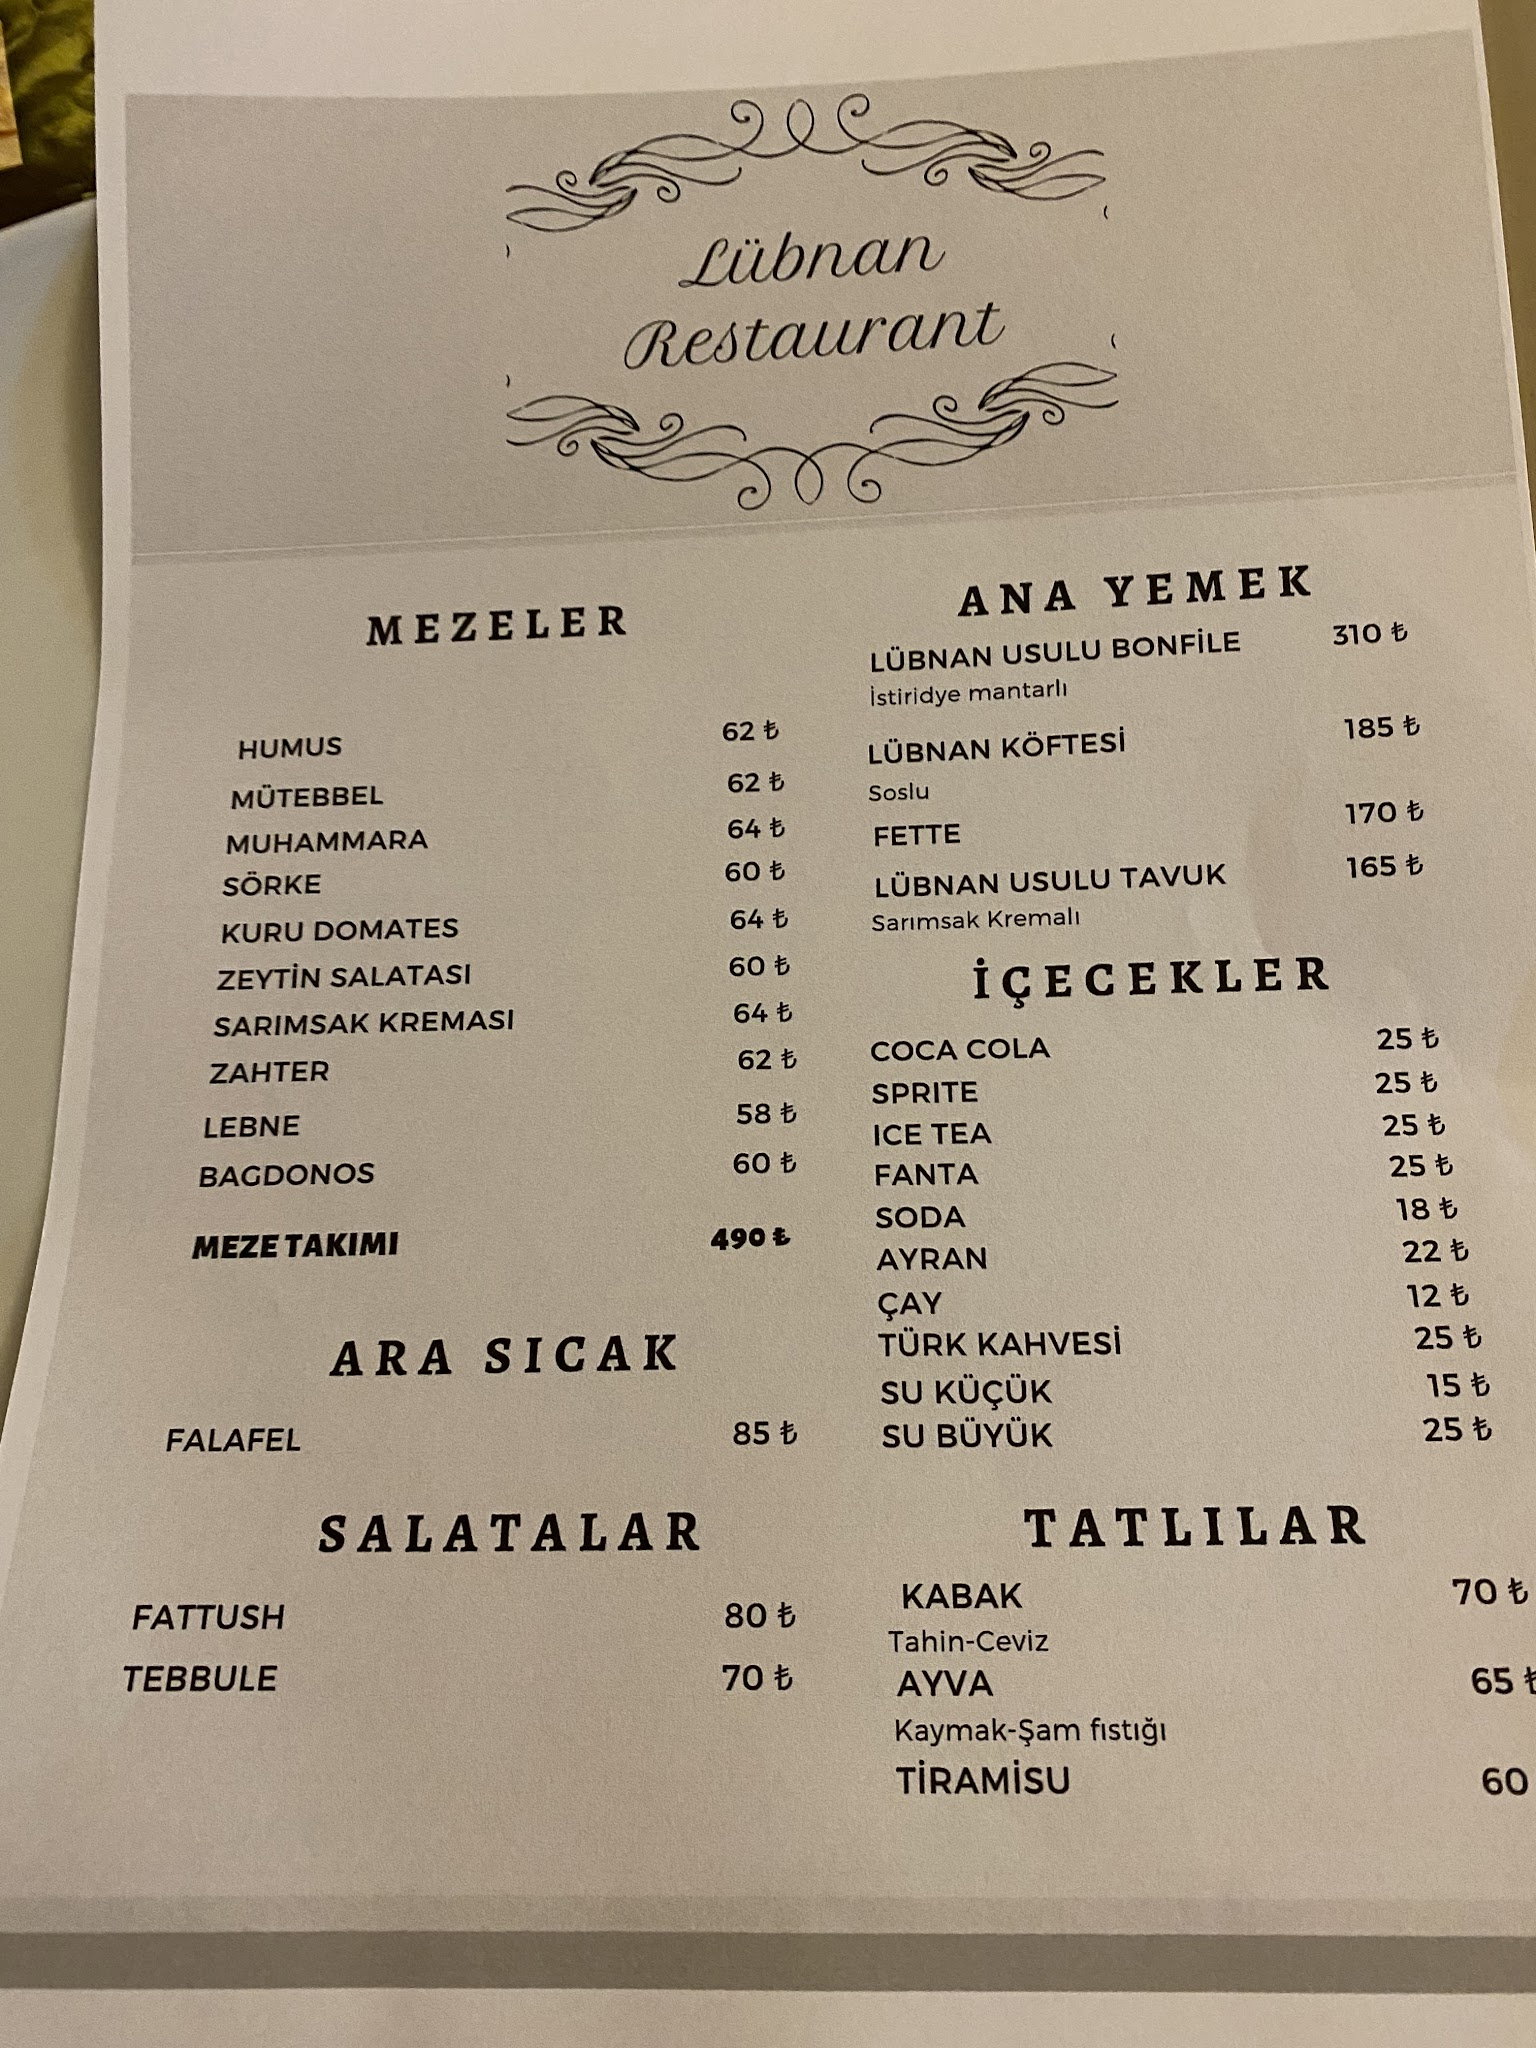 Lübnan
Restaurant
MEZELER
HUMUS 62 ₺
MÜTEBBEL 62 ₺
MUHAMMARA 64 ₺
SÖRKE 60 ₺
KURU DOMATES 64 ₺
ZEYTİN SALATASI 60 ₺
SARIMSAK KREMASI 64 ₺
ZAHTER 62 ₺
LEBNE 58 ₺
BAGDONOS 60 ₺
MEZE TAKIMI 490 ₺
ARA SICAK
FALAFEL 85 ₺
SALATALAR
FATTUSH 80 ₺
TEBBULE 70 ₺
ANA YEMEK
LÜBNAN USULU BONFİLE 310 ₺
İstiridye mantarlı
LÜBNAN KÖFTESİ 185 ₺
Soslu
FETTE 170 ₺
LÜBNAN USULU TAVUK 165 ₺
Sarımsak Kremalı
İÇECEKLER
COCA COLA 25 ₺
SPRITE 25 ₺
ICE TEA 25 ₺
FANTA 25 ₺
SODA 18 ₺
AYRAN 22 ₺
ÇAY 12 ₺
TÜRK KAHVESİ 25 ₺
SU KÜÇÜK 15 ₺
SU BÜYÜK 25 ₺
TATLILAR
KABAK 70 ₺
Tahin-Ceviz
AYVA 65 ₺
Kaymak-Şam fıstığı
TİRAMİSU 60